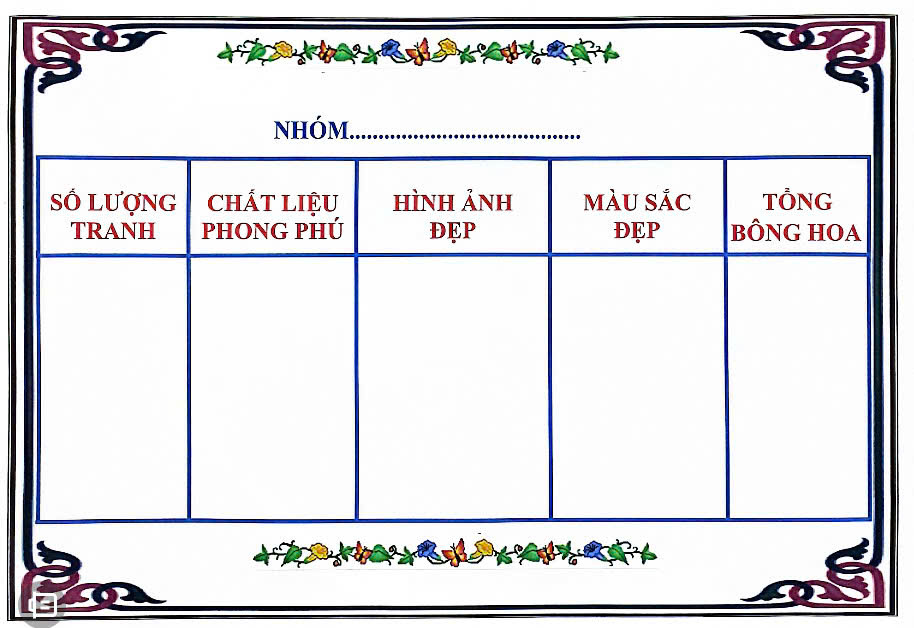 NHÓM.........................................
SỐ LƯỢNG
TRANH
CHẤT LIỆU
PHONG PHÚ
HÌNH ẢNH
ĐẸP
MÀU SẮC
ĐẸP
TỔNG
BÔNG HOA